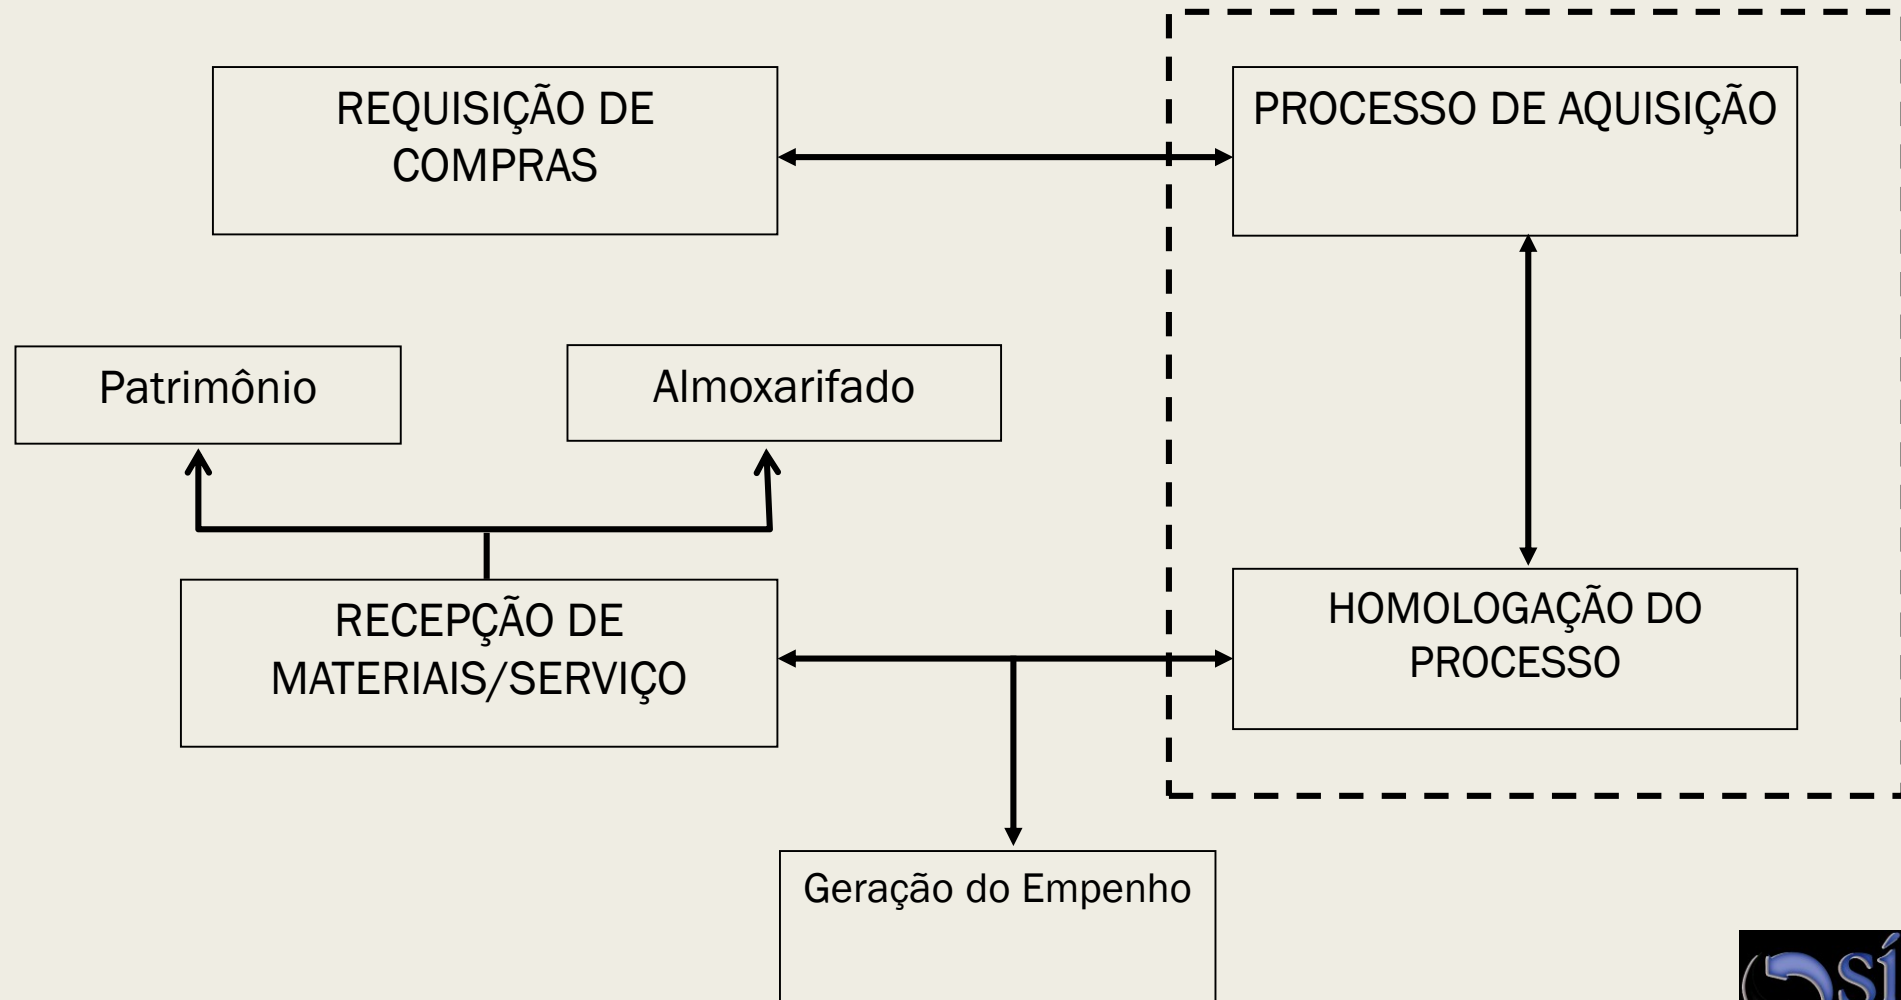 REQUISIÇÃO DE
COMPRAS
PROCESSO DE AQUISIÇÃO
Patrimônio
Almoxarifado
RECEPÇÃO DE
MATERIAIS/SERVIÇO
HOMOLOGAÇÃO DO
PROCESSO
Geração do Empenho